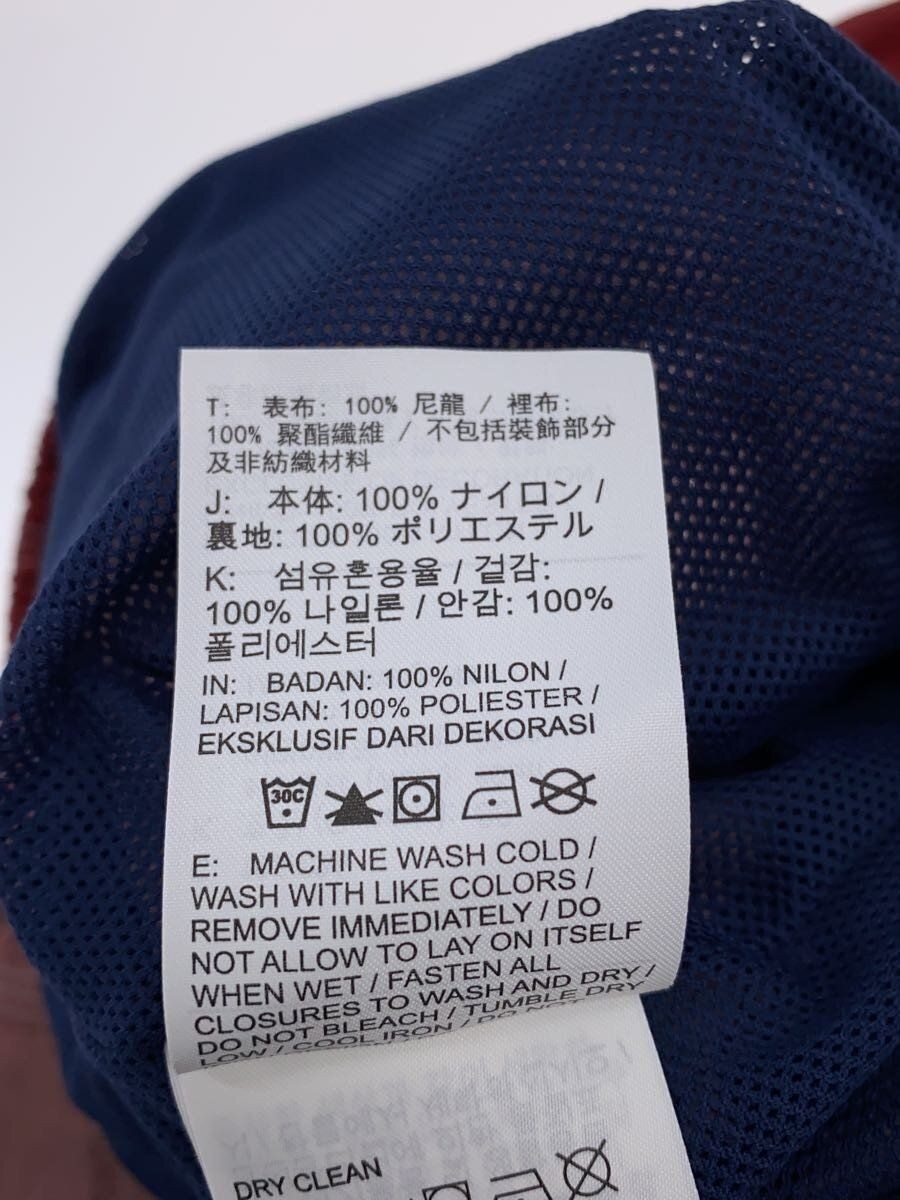 T: 表布: 100% 尼龍 / 裡布:
100% 聚酯纖維 / 不包括裝飾部分
及非紡織材料
J: 本体: 100% ナイロン /
裏地: 100% ポリエステル
K: 섬유혼용율 / 겉감:
100% 나일론 / 안감: 100%
폴리에스터
IN: BADAN: 100% NILON /
LAPISAN: 100% POLIESTER /
EKSKLUSIF DARI DEKORASI
30C
E: MACHINE WASH COLD /
WASH WITH LIKE COLORS /
REMOVE IMMEDIATELY / DO
NOT ALLOW TO LAY ON ITSELF
WHEN WET / FASTEN ALL
CLOSURES TO WASH AND DRY /
DO NOT BLEACH / TUMBLE DRY
LOW / COOL IRON / DO NOT
DRY CLEAN